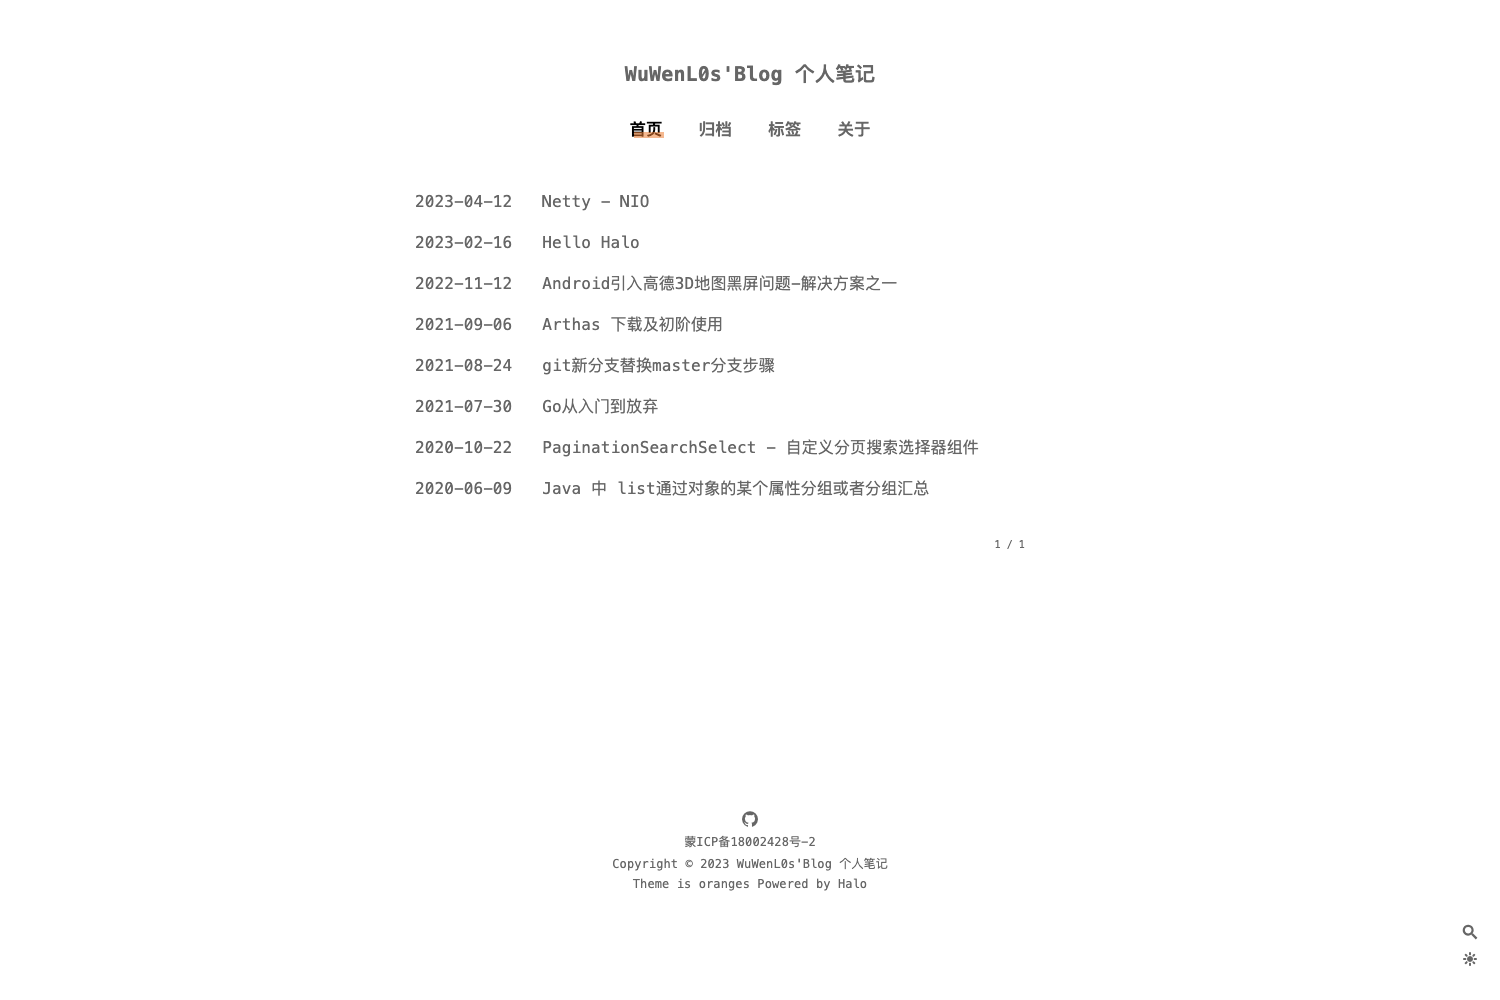 WuWenL0s'Blog 个人笔记
首页 归档 标签 关于
2023-04-12 Netty - NIO
2023-02-16 Hello Halo
2022-11-12 Android引入高德3D地图黑屏问题-解决方案之一
2021-09-06 Arthas 下载及初阶使用
2021-08-24 git新分支替换master分支步骤
2021-07-30 Go从入门到放弃
2020-10-22 PaginationSearchSelect - 自定义分页搜索选择器组件
2020-06-09 Java 中 list通过对象的某个属性分组或者分组汇总
1 / 1
蒙ICP备18002428号-2
Copyright © 2023 WuWenL0s'Blog 个人笔记
Theme is oranges Powered by Halo